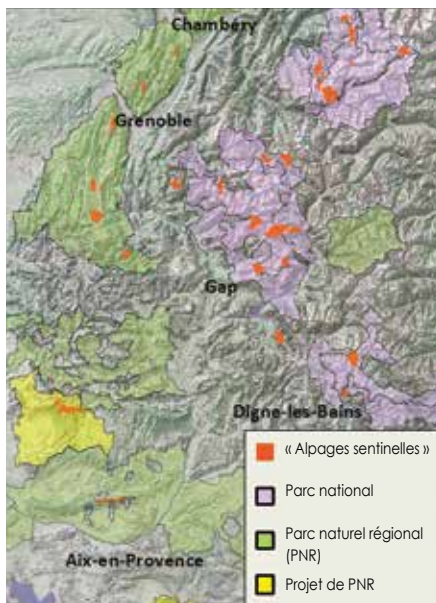 Chambéry
Grenoble
Gap
Digne-les-Bains
Aix-en-Provence
« Alpages sentinelles »
Parc national
Parc naturel régional
(PNR)
Projet de PNR